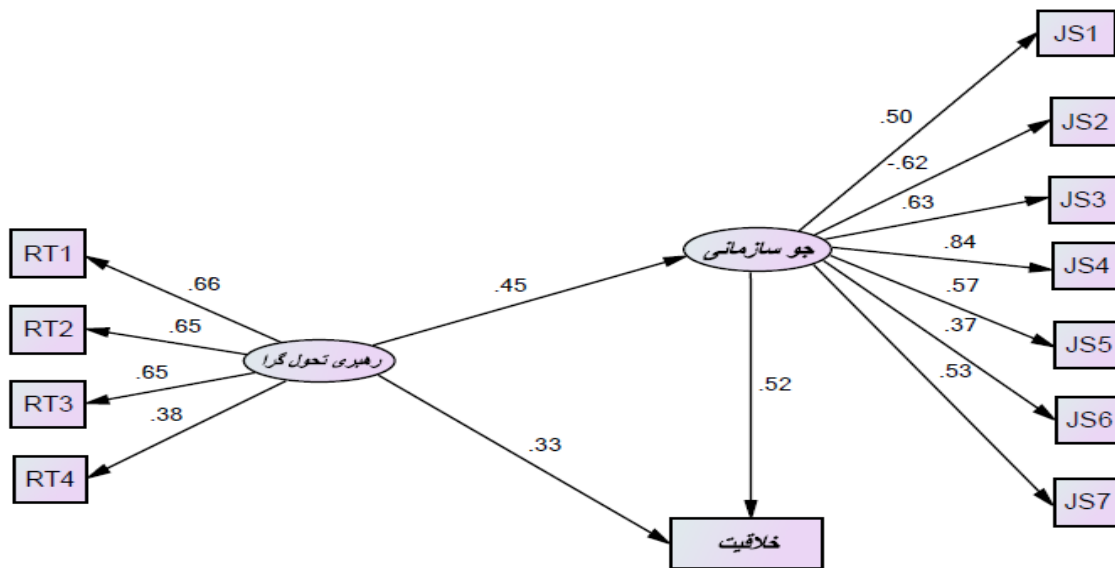 JS1
.50
JS2
-.62
JS3
.63
جو سازمانی
.84
JS4
RT1
.66
.45
.57
RT2
.65
.37
JS5
رهبری تحول گرا
.65
.53
RT3
.52
.38
JS6
.33
RT4
JS7
خلاقیت